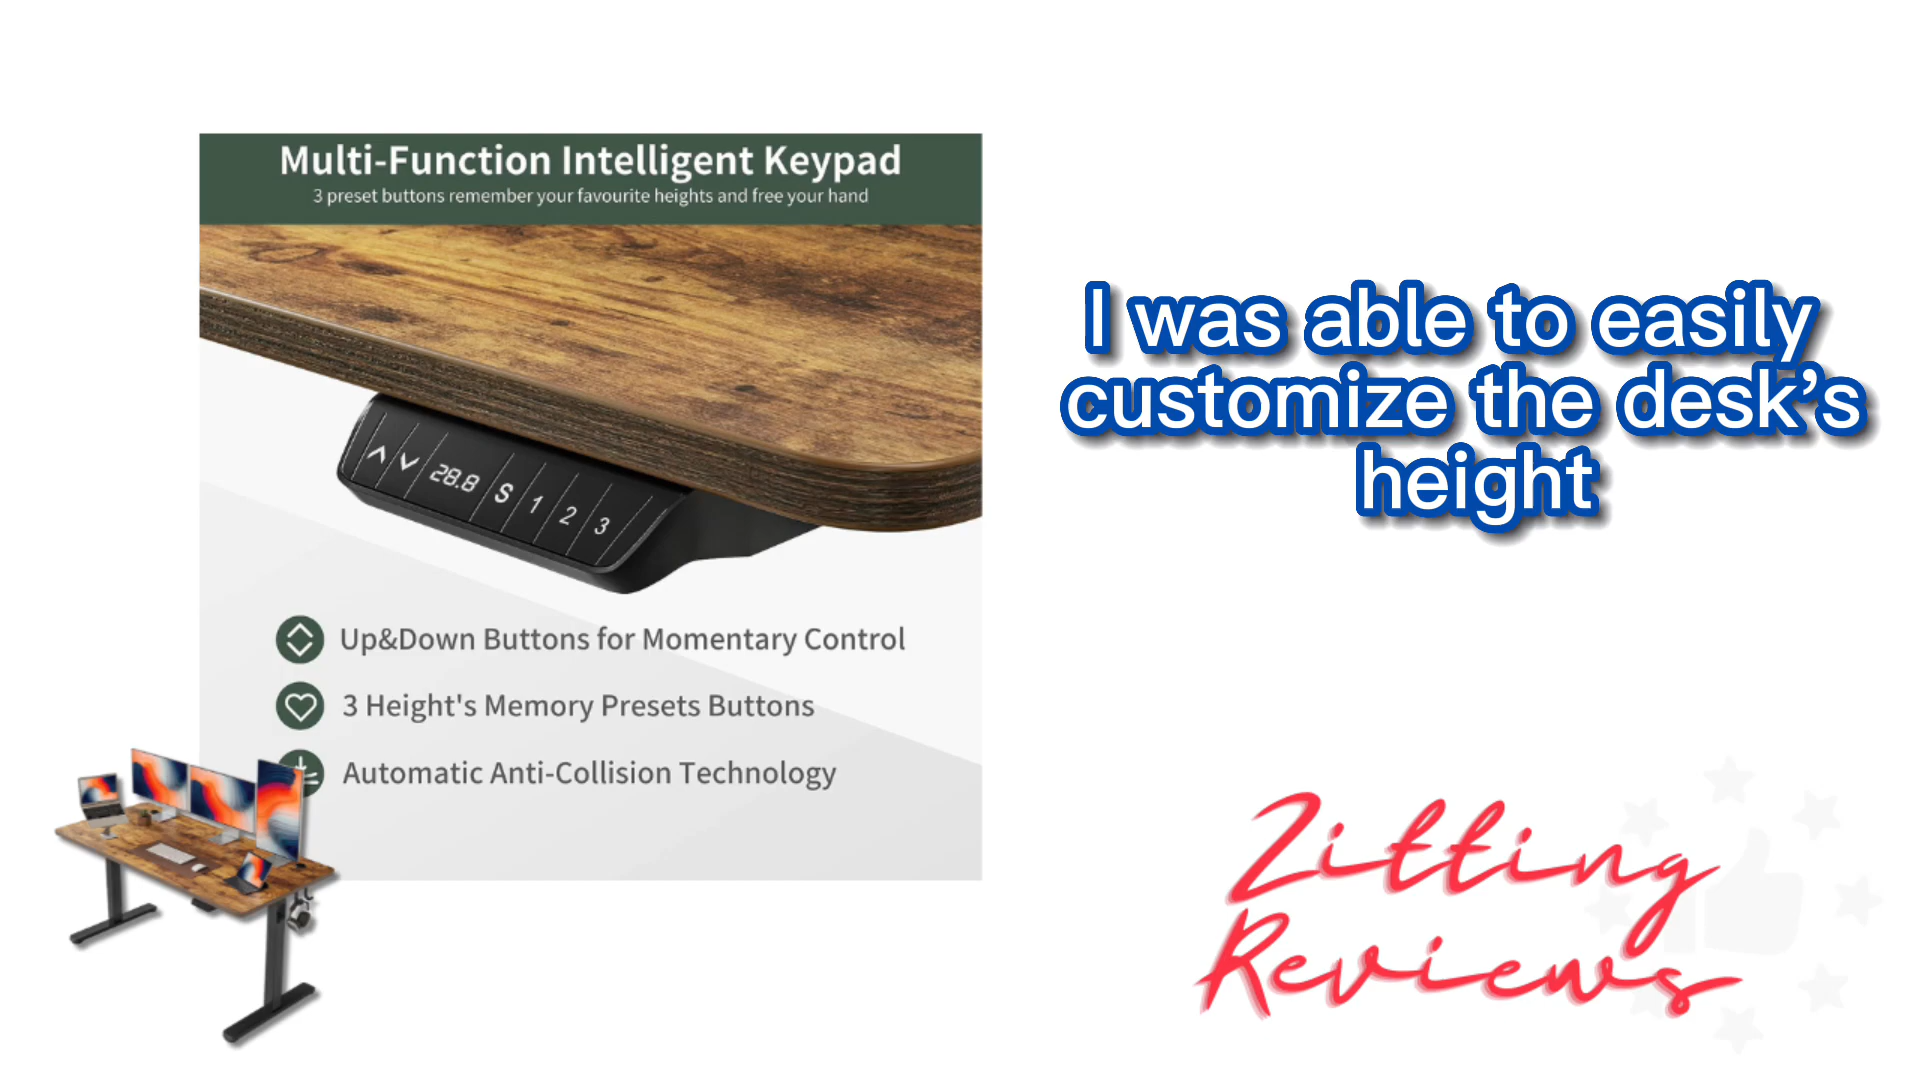 Multi-Function Intelligent Keypad
3 preset buttons remember your favourite heights and free your hand
28.8 S 1 2 3
Up&Down Buttons for Momentary Control
3 Height's Memory Presets Buttons
Automatic Anti-Collision Technology
I was able to easily
customize the desk’s
height
Zitting
Reviews